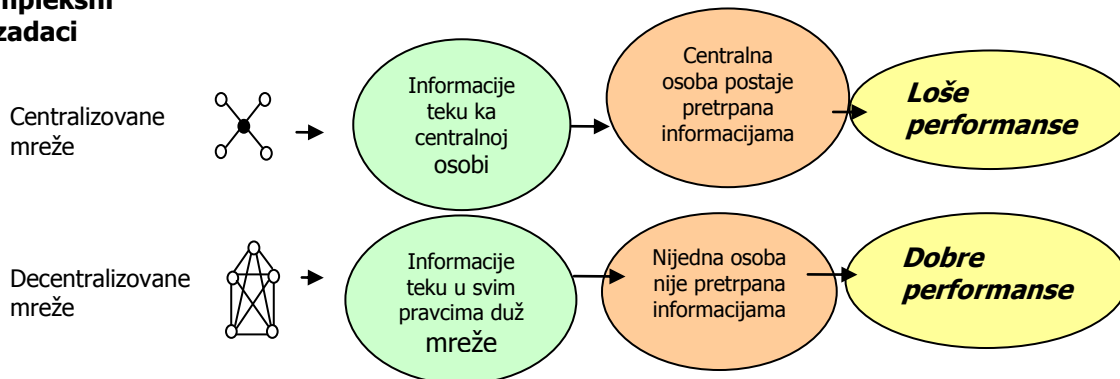 zadaci
Centralizovane
mreže
Informacije
teku ka
centralnoj
osobi
Centralna
osoba postaje
pretrpana
informacijama
Loše
performanse
Decentralizovane
mreže
Informacije
teku u svim
pravcima duž
mreže
Nijedna osoba
nije pretrpana
informacijama
Dobre
performanse